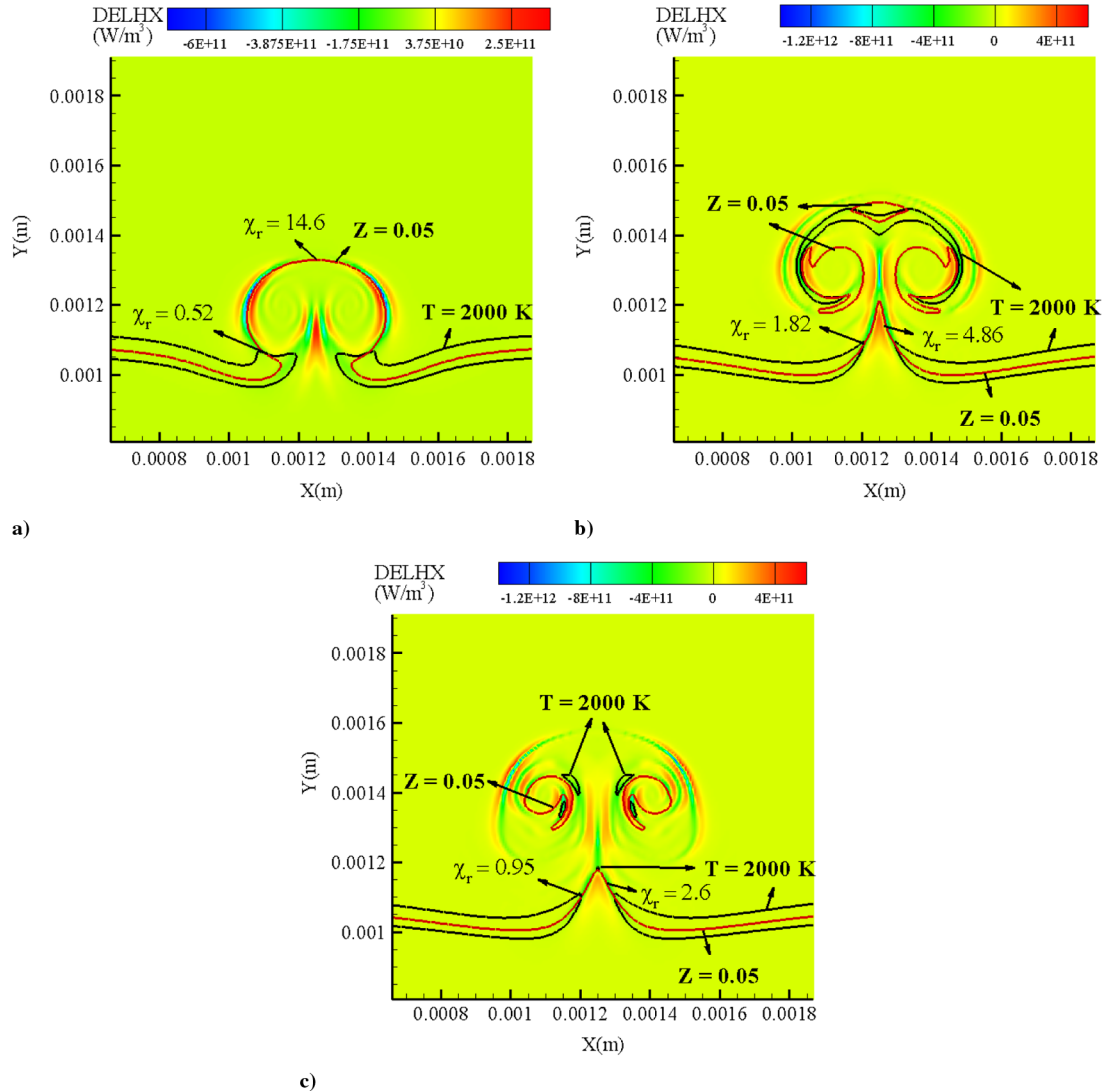 DELHX
(W/m³)
-6E+11 -3.875E+11 -1.75E+11 3.75E+10 2.5E+11
0.0018
0.0016
0.0014
0.0012
0.001
Y(m)
χr = 14.6
Z = 0.05
χr = 0.52
T = 2000 K
0.0008 0.001 0.0012 0.0014 0.0016 0.0018
X(m)
a)
DELHX
(W/m³)
-1.2E+12 -8E+11 -4E+11 0 4E+11
0.0018
0.0016
0.0014
0.0012
0.001
Y(m)
Z = 0.05
T = 2000 K
χr = 1.82
χr = 4.86
Z = 0.05
0.0008 0.001 0.0012 0.0014 0.0016 0.0018
X(m)
b)
DELHX
(W/m³)
-1.2E+12 -8E+11 -4E+11 0 4E+11
0.0018
0.0016
0.0014
0.0012
0.001
Y(m)
T = 2000 K
Z = 0.05
χr = 0.95
T = 2000 K
χr = 2.6
Z = 0.05
0.0008 0.001 0.0012 0.0014 0.0016 0.0018
X(m)
c)